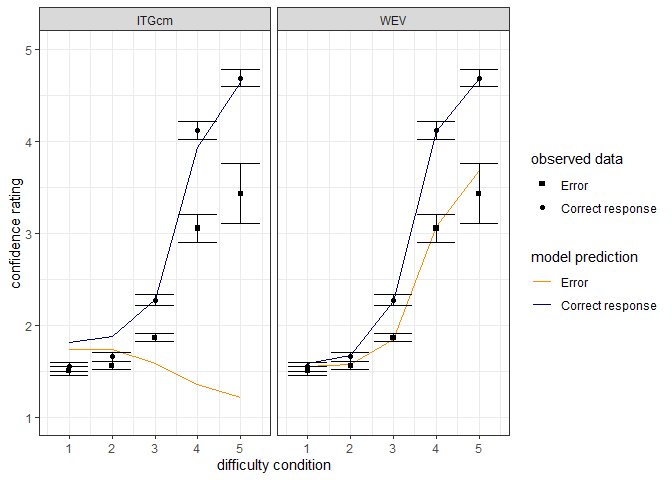 ITGcm
WEV
5
4
3
2
1
confidence rating
1 2 3 4 5
1 2 3 4 5
difficulty condition
observed data
Error
Correct response
model prediction
Error
Correct response